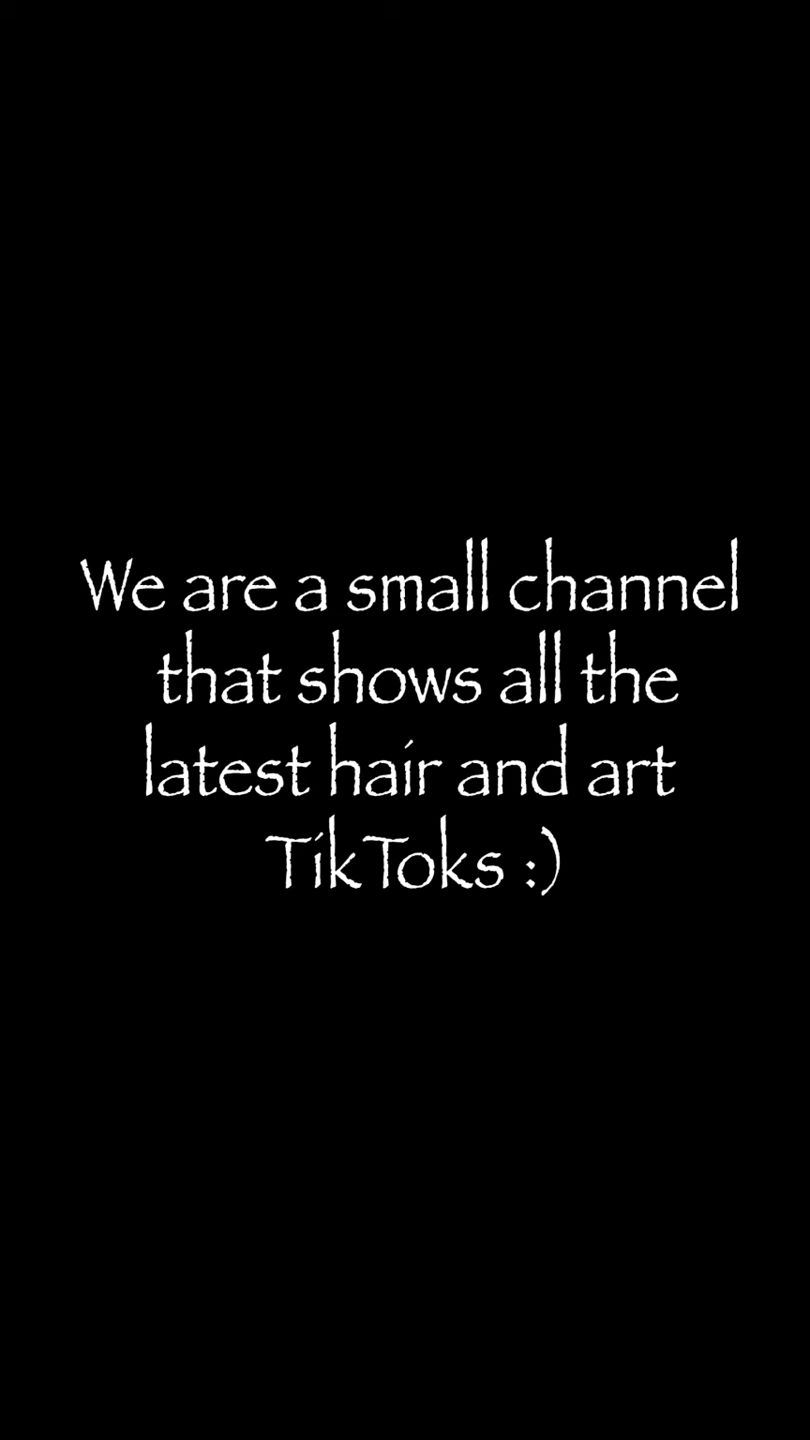 We are a small channel
that shows all the
latest hair and art
TikToks :)